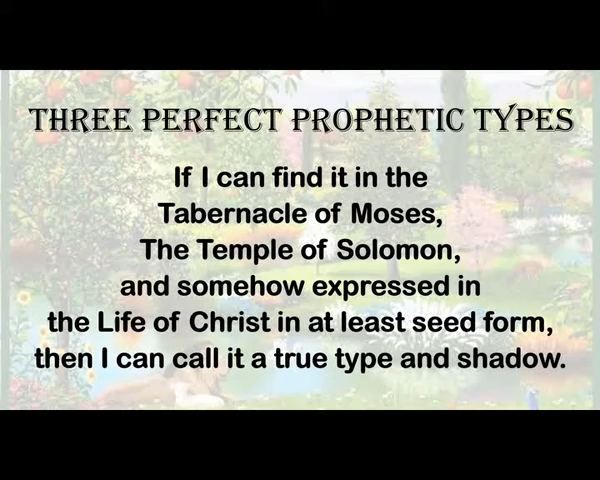 THREE PERFECT PROPHETIC TYPES
If I can find it in the
Tabernacle of Moses,
The Temple of Solomon,
and somehow expressed in
the Life of Christ in at least seed form,
then I can call it a true type and shadow.